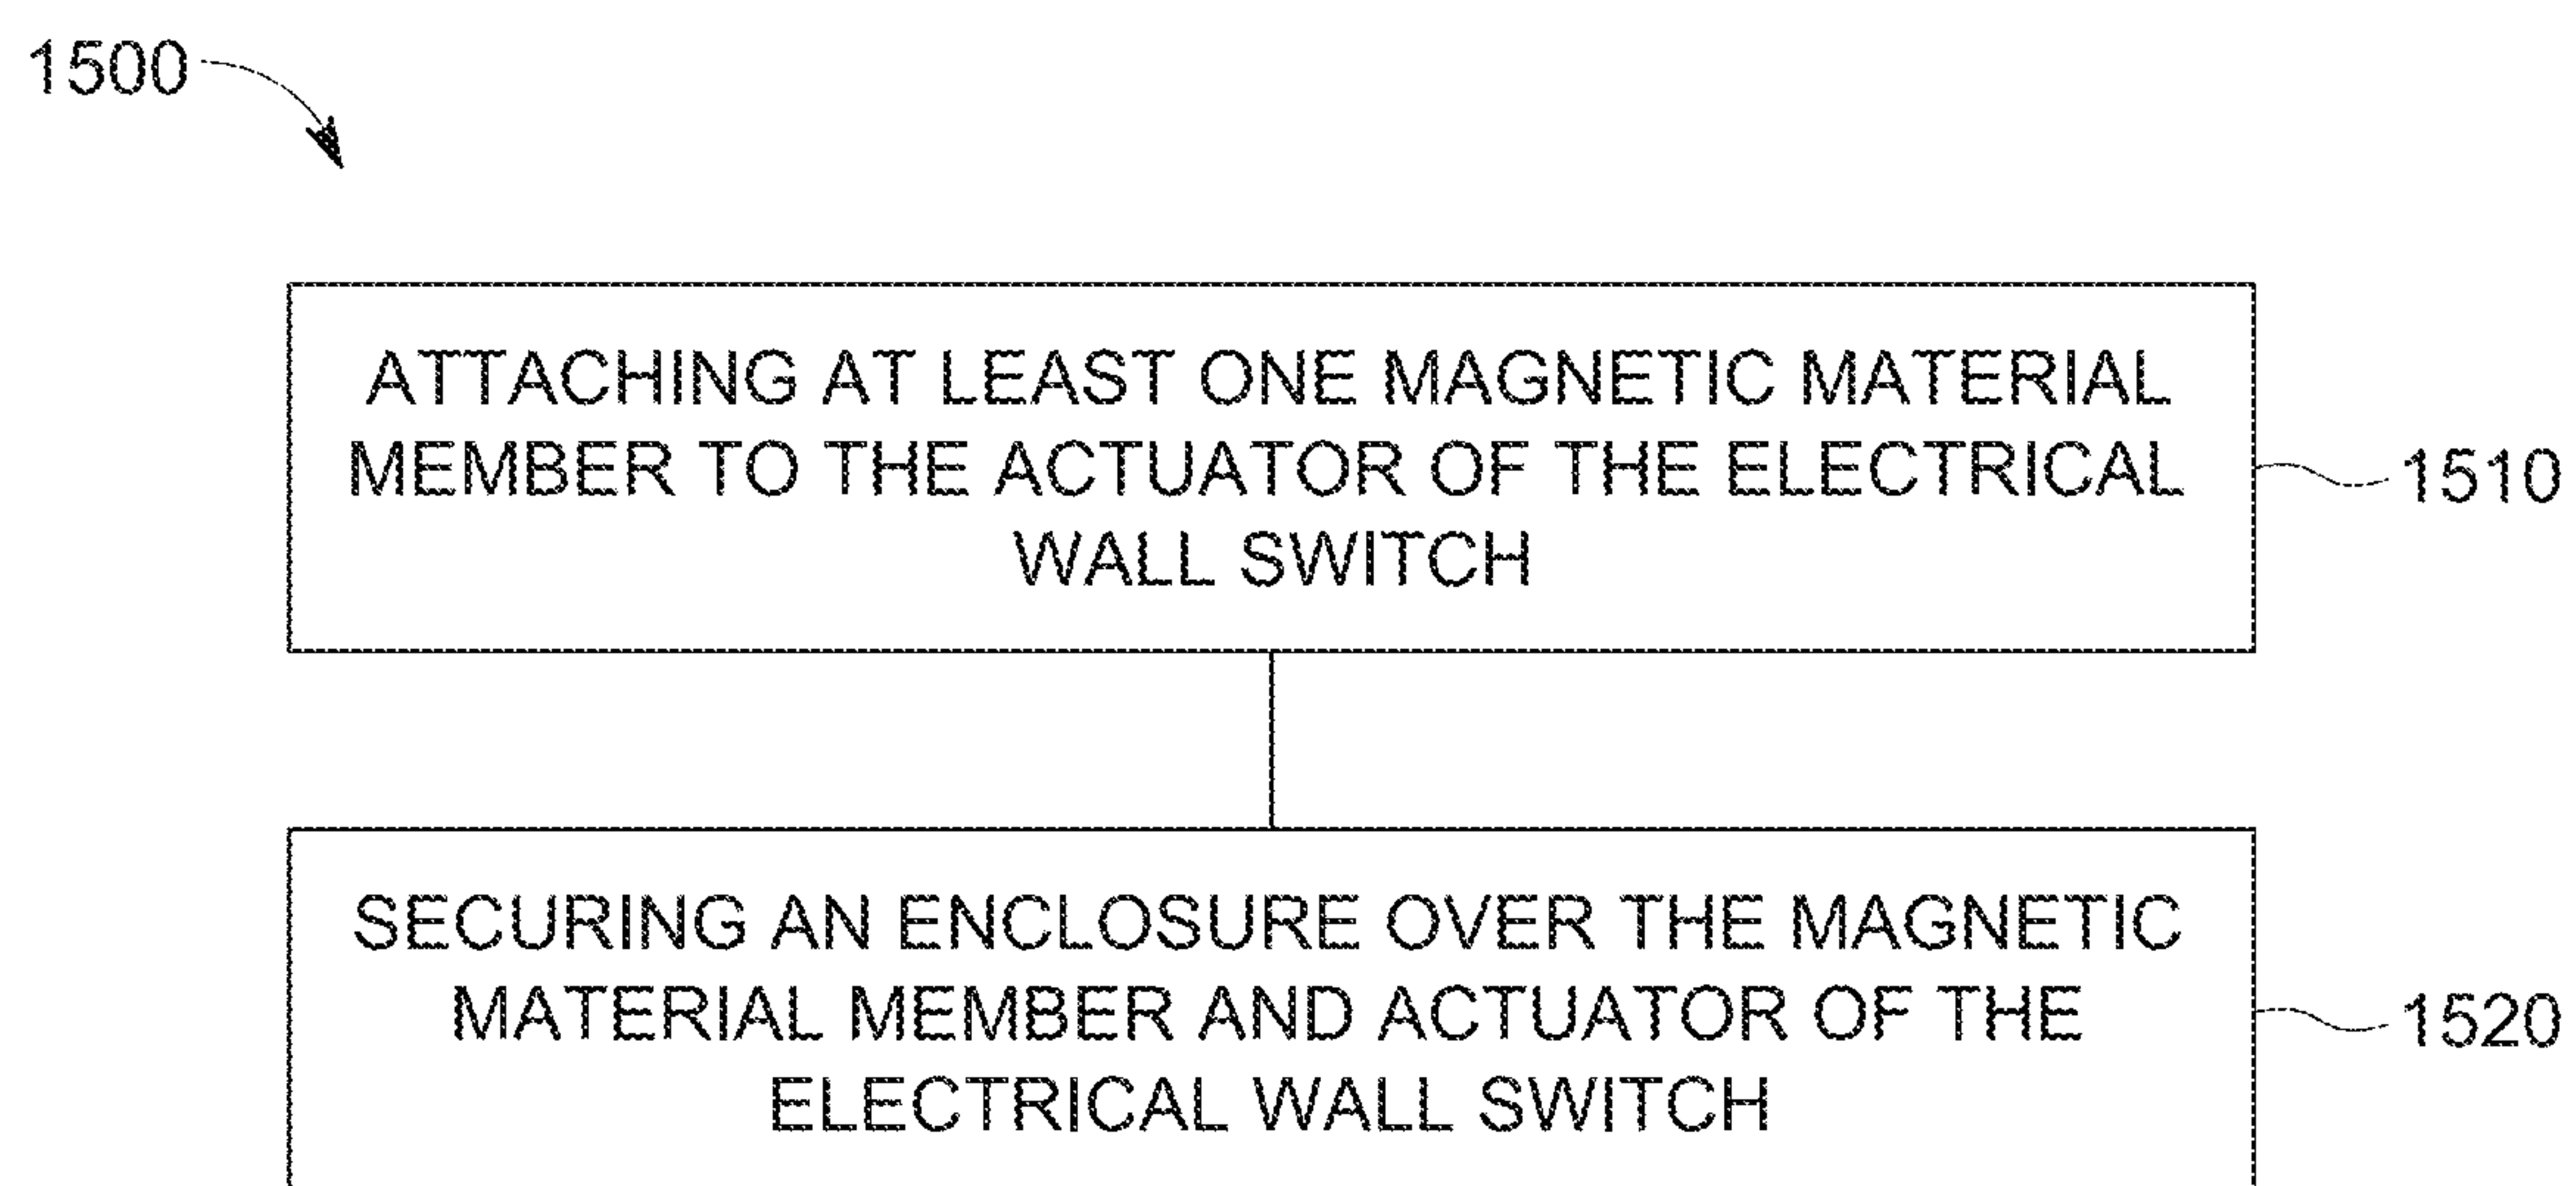 1500
ATTACHING AT LEAST ONE MAGNETIC MATERIAL
MEMBER TO THE ACTUATOR OF THE ELECTRICAL
WALL SWITCH
1510
SECURING AN ENCLOSURE OVER THE MAGNETIC
MATERIAL MEMBER AND ACTUATOR OF THE
ELECTRICAL WALL SWITCH
1520